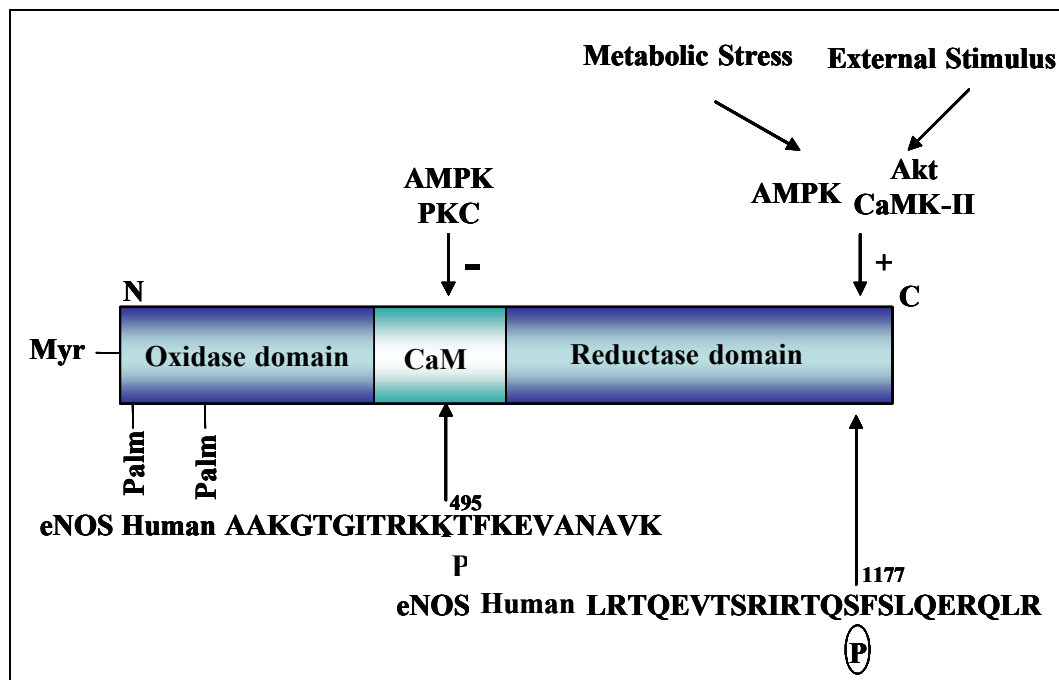 Metabolic Stress External Stimulus
AMPK
PKC
AMPK
Akt
CaMK-II
-
+
N
C
Myr
Oxidase domain
CaM
Reductase domain
Palm
Palm
495
eNOS Human AAKGTGITRKKTFKEVANAVK
P
1177
eNOS Human LRTQEVTSRIRTQSFSLQERQLR
P